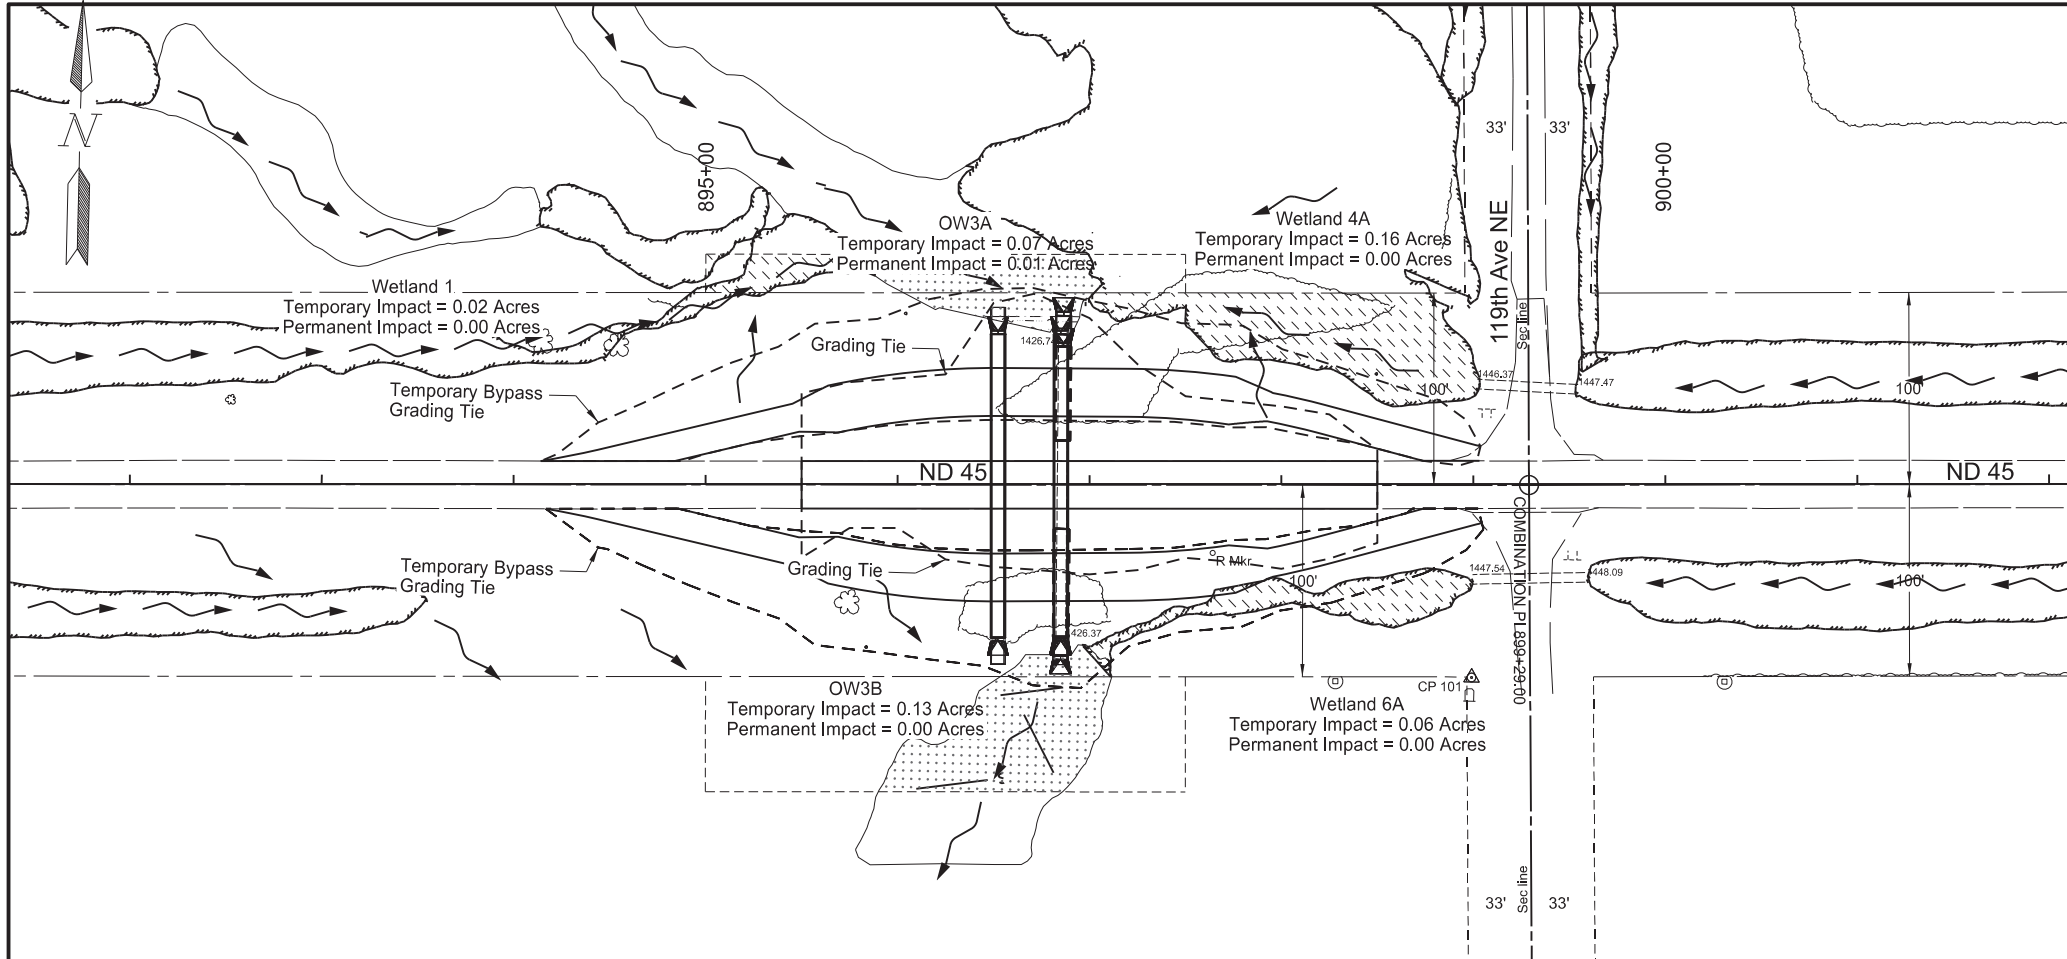 N
895+00
33'
33'
900+00
119th Ave NE
Sec line
OW3A
Temporary Impact = 0.07 Acres
Permanent Impact = 0.01 Acres
Wetland 4A
Temporary Impact = 0.16 Acres
Permanent Impact = 0.00 Acres
Wetland 1
Temporary Impact = 0.02 Acres
Permanent Impact = 0.00 Acres
Grading Tie
Temporary Bypass
Grading Tie
1446.37
1447.47
100'
100'
ND 45
ND 45
COMBINATION PI 899+29.00
Temporary Bypass
Grading Tie
Grading Tie
R Mkr
100'
1447.54
1448.09
100'
426.37
CP 101
OW3B
Temporary Impact = 0.13 Acres
Permanent Impact = 0.00 Acres
Wetland 6A
Temporary Impact = 0.06 Acres
Permanent Impact = 0.00 Acres
33'
Sec line
33'